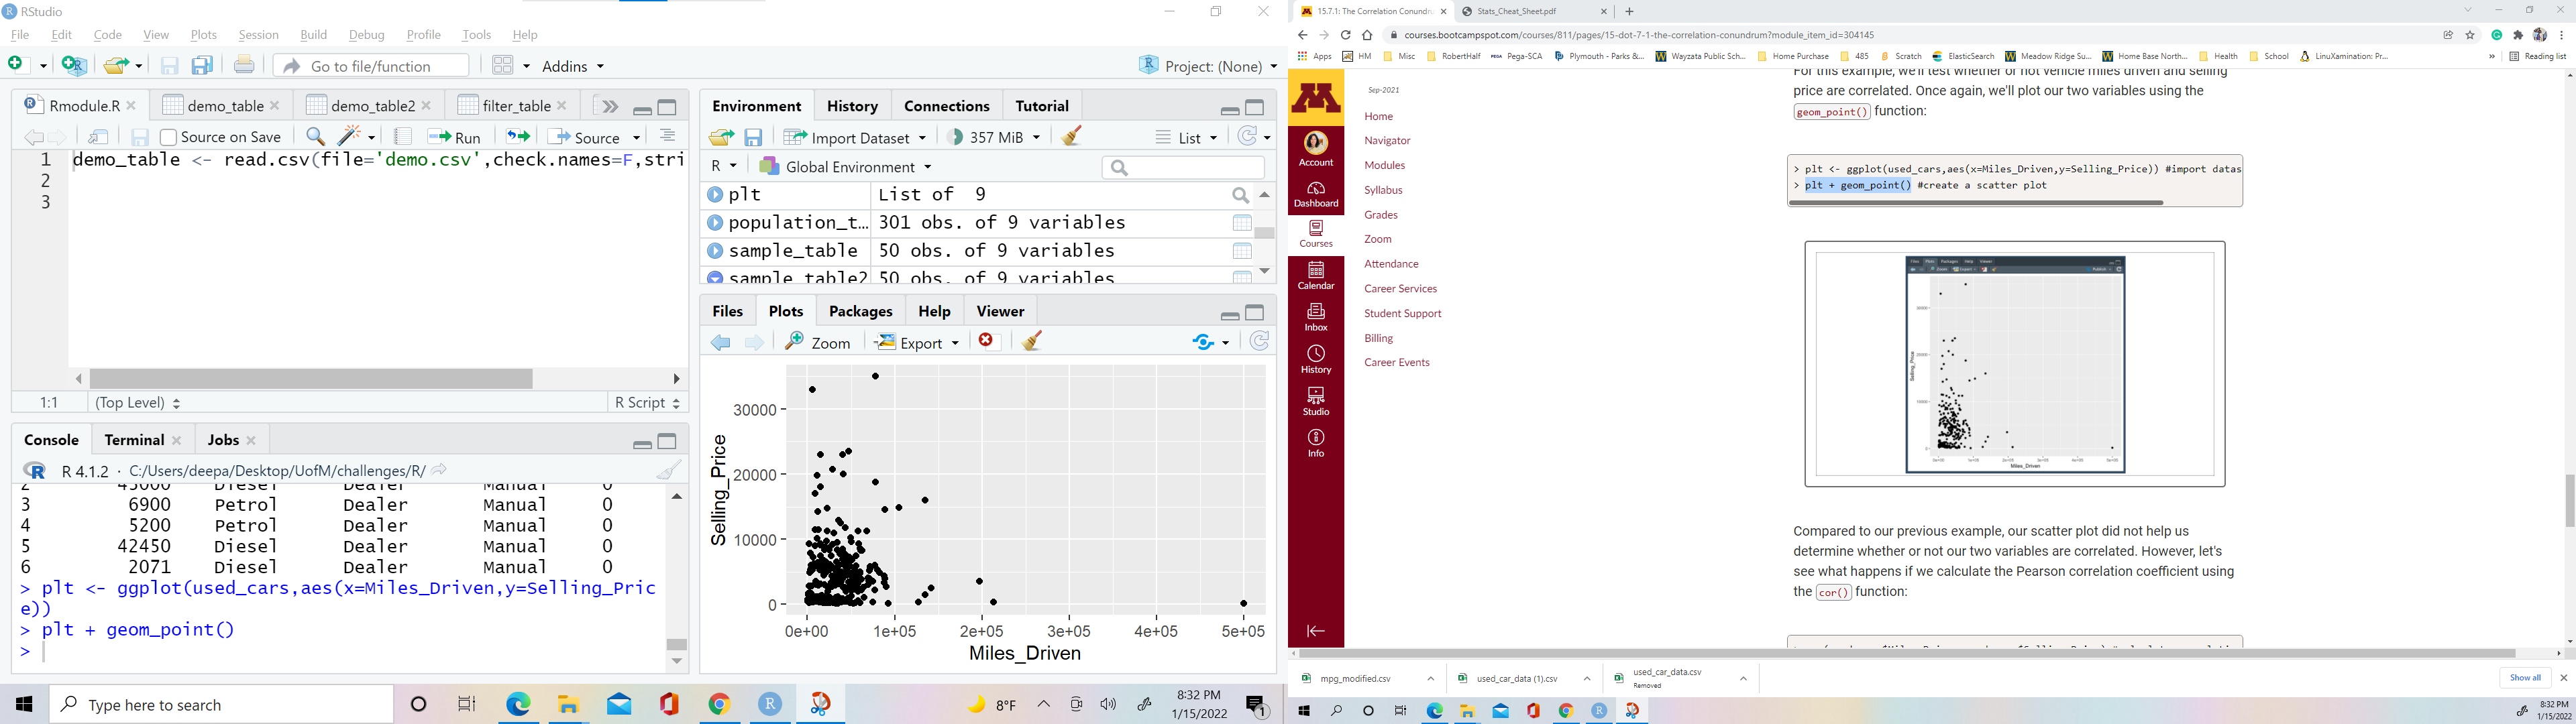 RStudio
File Edit Code View Plots Session Build Debug Profile Tools Help
Go to file/function
Addins
Project: (None)
Rmodule.R
demo_table
demo_table2
filter_table
Source on Save
Run
Source
1 demo_table <- read.csv(file='demo.csv',check.names=F,stri
2
3
1:1
(Top Level)
R Script
Console Terminal Jobs
R 4.1.2 · C:/Users/deepa/Desktop/UofM/challenges/R/
2 43000 Diesel Dealer Manual 0
3 6900 Petrol Dealer Manual 0
4 5200 Petrol Dealer Manual 0
5 42450 Diesel Dealer Manual 0
6 2071 Diesel Dealer Manual 0
> plt <- ggplot(used_cars,aes(x=Miles_Driven,y=Selling_Pric
e))
> plt + geom_point()
>
Environment History Connections Tutorial
Import Dataset
357 MiB
List
R
Global Environment
plt List of 9
population_t… 301 obs. of 9 variables
sample_table 50 obs. of 9 variables
sample_table2 50 obs. of 9 variables
Files Plots Packages Help Viewer
Zoom
Export
Selling_Price
30000
20000
10000
0
0e+00 1e+05 2e+05 3e+05 4e+05 5e+05
Miles_Driven
Type here to search
8°F
8:32 PM
1/15/2022
1
15.7.1: The Correlation Conundr
Stats_Cheat_Sheet.pdf
courses.bootcampspot.com/courses/811/pages/15-dot-7-1-the-correlation-conundrum?module_item_id=304145
Apps HM Misc RobertHalf Pega-SCA Plymouth - Parks &... Wayzata Public Sch... Home Purchase 485 Scratch ElasticSearch Meadow Ridge Su... Home Base North... Health School LinuXamination: Pr... » Reading list
Account
Dashboard
Courses
Calendar
Inbox
History
Studio
Info
Sep-2021
Home
Navigator
Modules
Syllabus
Grades
Zoom
Attendance
Career Services
Student Support
Billing
Career Events
For this example, we'll test whether or not vehicle miles driven and selling
price are correlated. Once again, we'll plot our two variables using the
geom_point() function:
> plt <- ggplot(used_cars,aes(x=Miles_Driven,y=Selling_Price)) #import datas
> plt + geom_point() #create a scatter plot
Files Plots Packages Help Viewer
Zoom Export Publish
Selling_Price
Miles_Driven
Compared to our previous example, our scatter plot did not help us
determine whether or not our two variables are correlated. However, let's
see what happens if we calculate the Pearson correlation coefficient using
the cor() function:
mpg_modified.csv
used_car_data (1).csv
used_car_data.csv
Removed
Show all
8:32 PM
1/15/2022